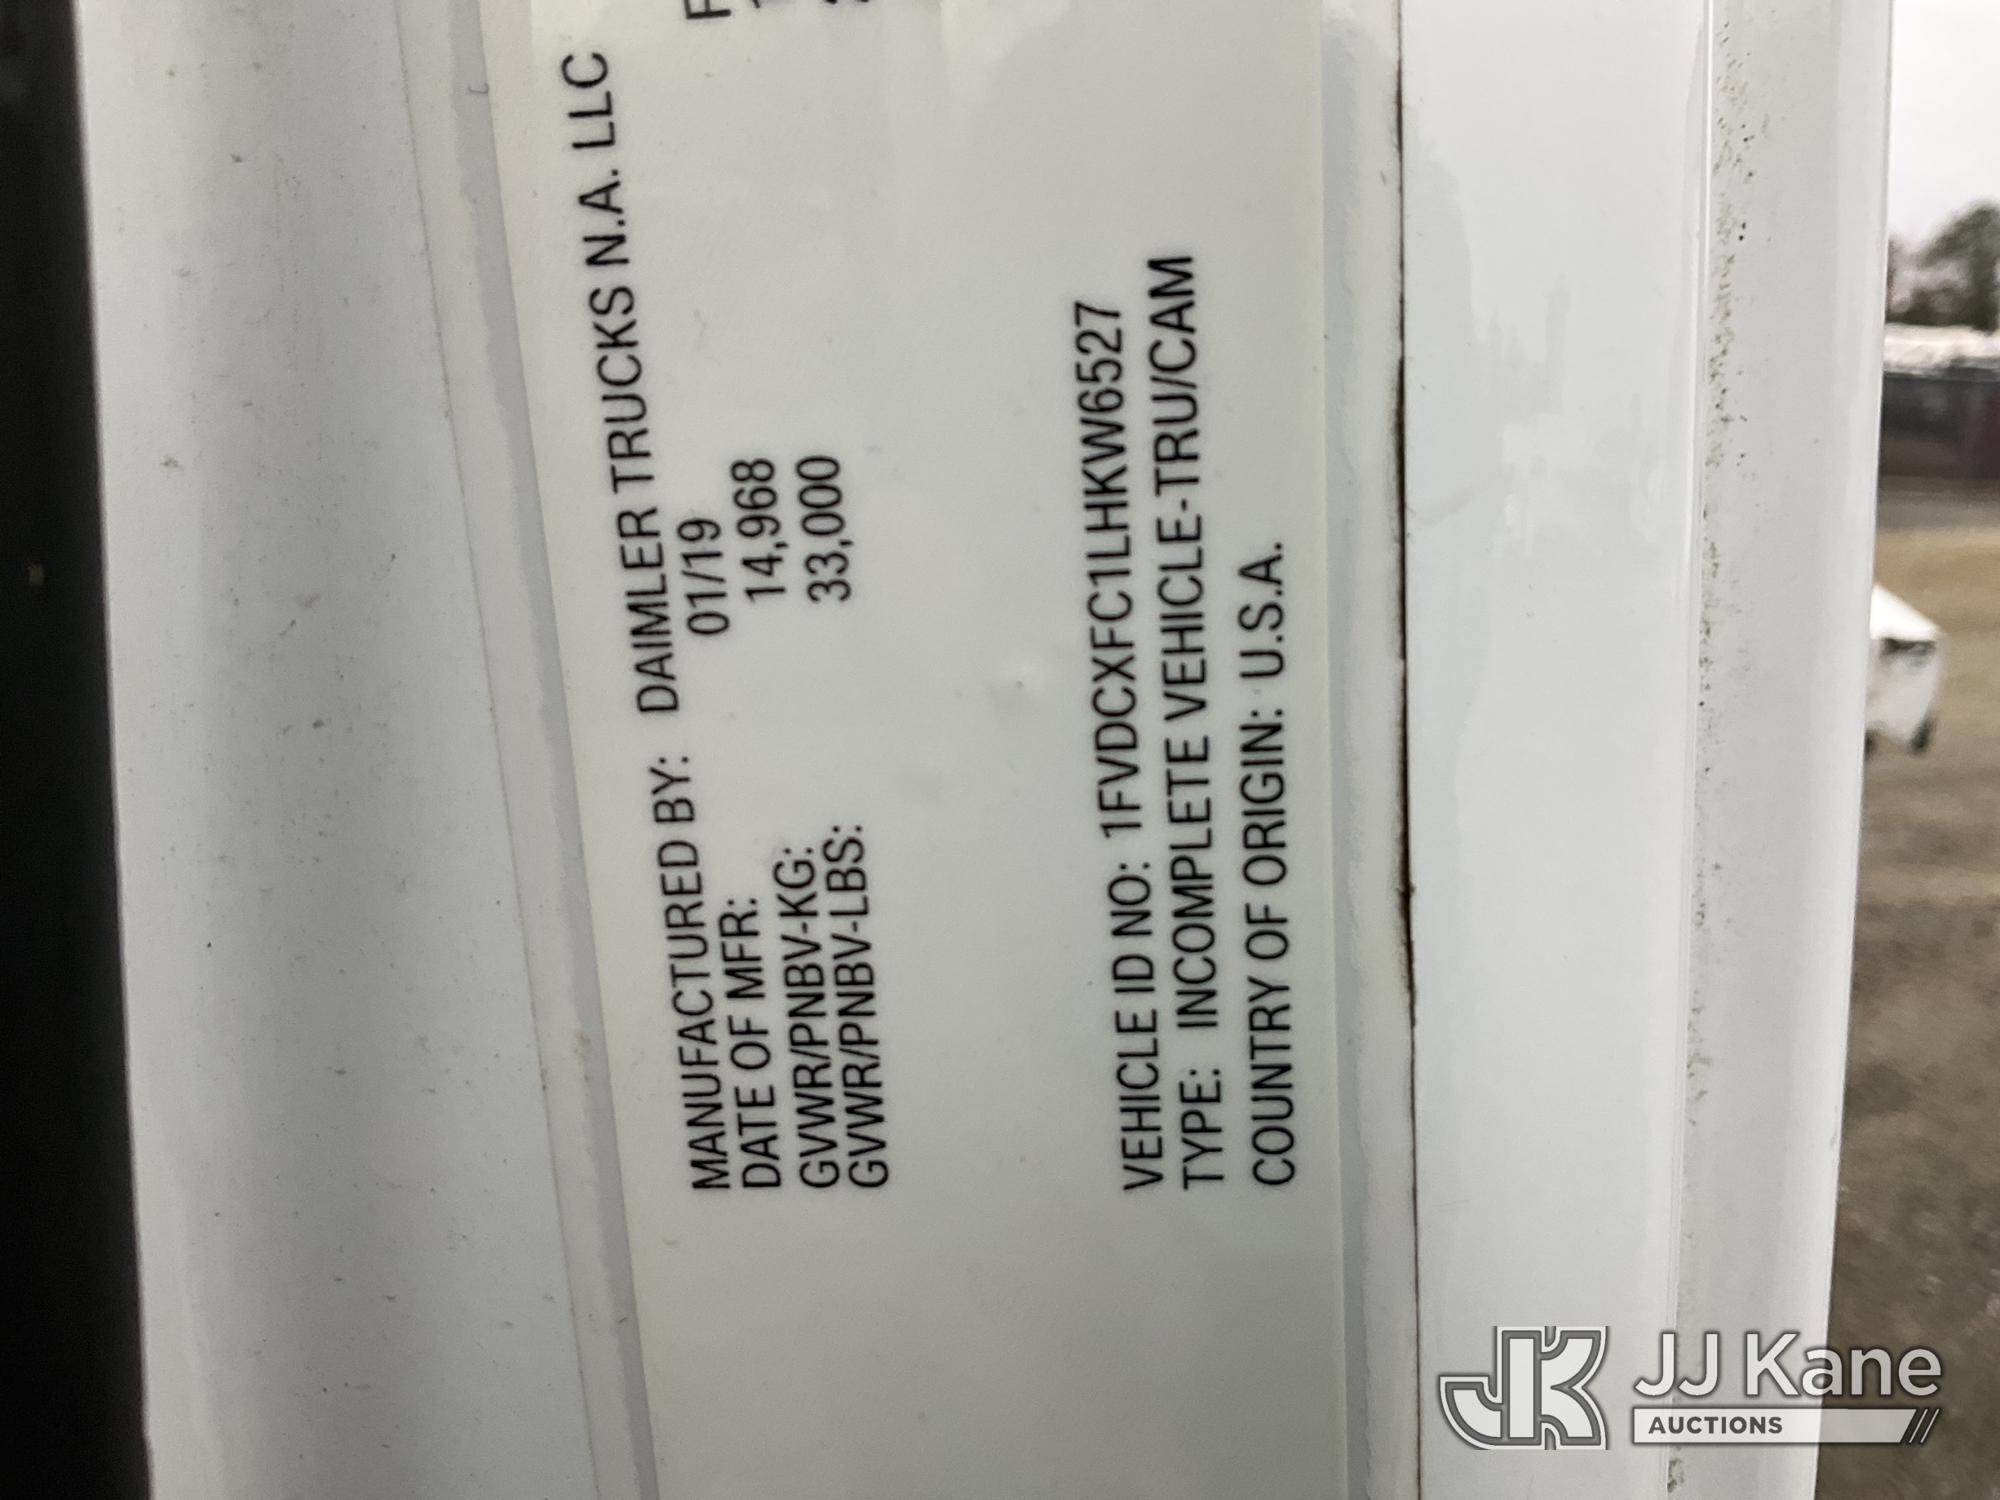 MANUFACTURED BY: DAIMLER TRUCKS N.A. LLC
DATE OF MFR: 01/19
GVWR/PNBV-KG: 14,968
GVWR/PNBV-LBS: 33,000
VEHICLE ID NO: 1FVDCXFC1LHKW6527
TYPE: INCOMPLETE VEHICLE-TRU/CAM
COUNTRY OF ORIGIN: U.S.A.
JK JJ Kane
AUCTIONS